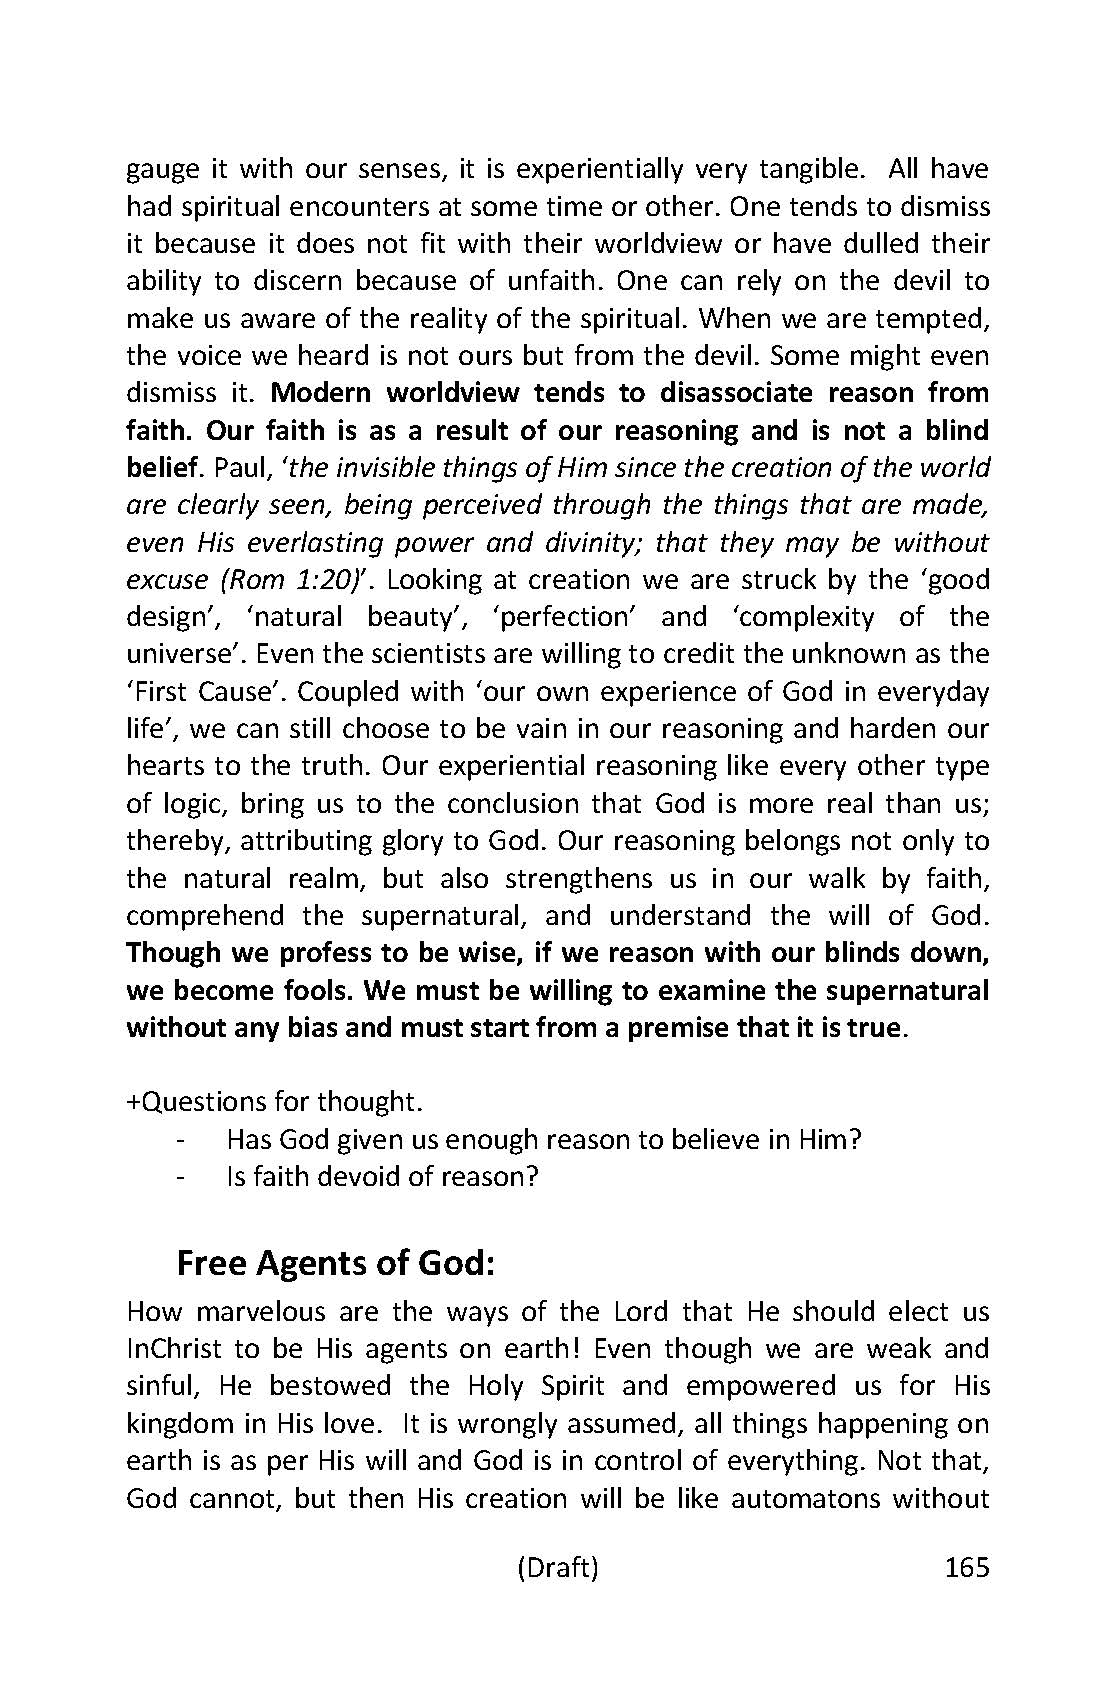 gauge it with our senses, it is experientially very tangible.  All have
had spiritual encounters at some time or other. One tends to dismiss
it because it does not fit with their worldview or have dulled their
ability to discern because of unfaith. One can rely on the devil to
make us aware of the reality of the spiritual. When we are tempted,
the voice we heard is not ours but from the devil. Some might even
dismiss it. Modern worldview tends to disassociate reason from
faith. Our faith is as a result of our reasoning and is not a blind
belief. Paul, ‘the invisible things of Him since the creation of the world
are clearly seen, being perceived through the things that are made,
even His everlasting power and divinity; that they may be without
excuse (Rom 1:20)’. Looking at creation we are struck by the ‘good
design’, ‘natural beauty’, ‘perfection’ and ‘complexity of the
universe’. Even the scientists are willing to credit the unknown as the
‘First Cause’. Coupled with ‘our own experience of God in everyday
life’, we can still choose to be vain in our reasoning and harden our
hearts to the truth. Our experiential reasoning like every other type
of logic, bring us to the conclusion that God is more real than us;
thereby, attributing glory to God. Our reasoning belongs not only to
the natural realm, but also strengthens us in our walk by faith,
comprehend the supernatural, and understand the will of God.
Though we profess to be wise, if we reason with our blinds down,
we become fools. We must be willing to examine the supernatural
without any bias and must start from a premise that it is true.
+Questions for thought.
- Has God given us enough reason to believe in Him?
- Is faith devoid of reason?
Free Agents of God:
How marvelous are the ways of the Lord that He should elect us
InChrist to be His agents on earth! Even though we are weak and
sinful, He bestowed the Holy Spirit and empowered us for His
kingdom in His love.  It is wrongly assumed, all things happening on
earth is as per His will and God is in control of everything. Not that,
God cannot, but then His creation will be like automatons without
(Draft) 165